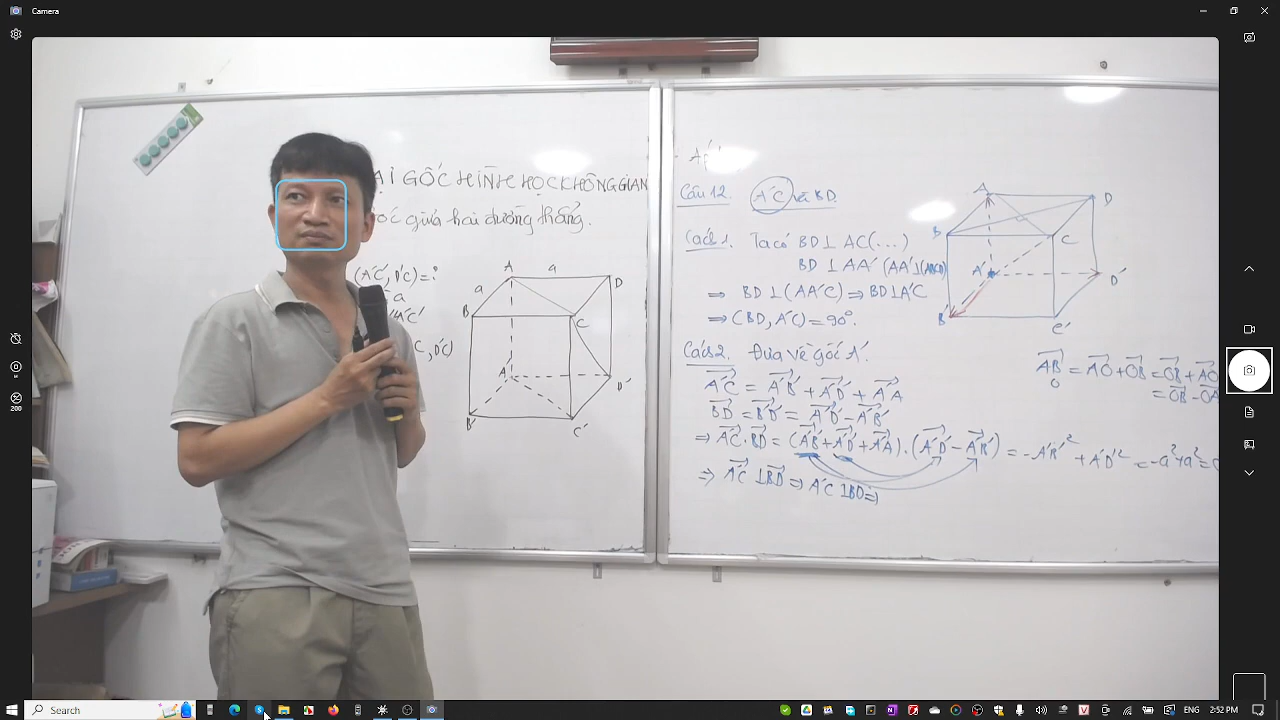 Camera
ẠI GÓC HÌNH HỌC KHÔNG GIAN
giữa hai đường thẳng.
(A'C', D'C) = ?
A
a
D
a
B
C
A'
D'
B'
C'
, D'C)
Câu 12. A'C và BD.
Cách 1. Ta có BD ⊥ AC (...)
BD ⊥ AA' (AA' ⊥ (ABCD)
⇒ BD ⊥ (AA'C) ⇒ BD ⊥ A'C
⇒ (BD, A'C) = 90°.
Cách 2. Đưa về gốc A'.
A'C = A'B' + A'D' + A'A
BD = B'D' = A'D' - A'B'
⇒ A'C . BD = (A'B' + A'D' + A'A) . (A'D' - A'B') = -A'B'² + A'D'² = -a² + a² = 0
⇒ A'C ⊥ BD ⇒ A'C ⊥ BD ⇒
A
D
B
C
A'
D'
B'
C'
AB = AO + OB = OB + AO
O
= OB - OA
200
Search
ENG
2:52 PM